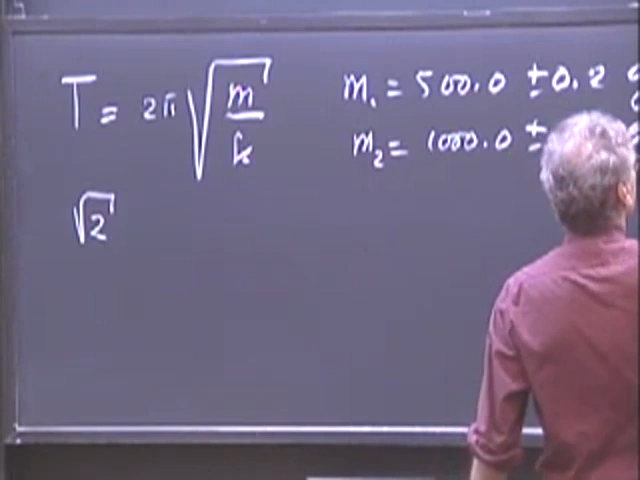 T = 2π √(m/k)
m₁ = 500.0 ± 0.2
m₂ = 1000.0 ±
√2